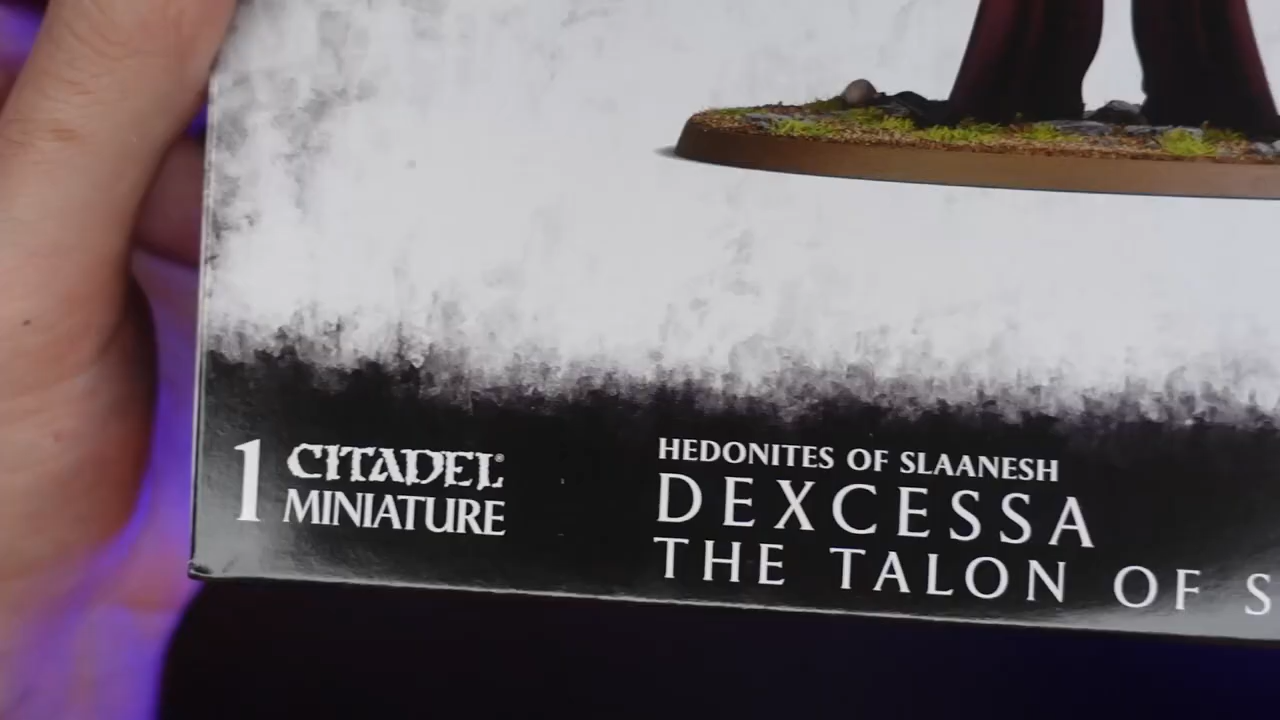 1 CITADEL®
MINIATURE
HEDONITES OF SLAANESH
DEXCESSA
THE TALON OF S